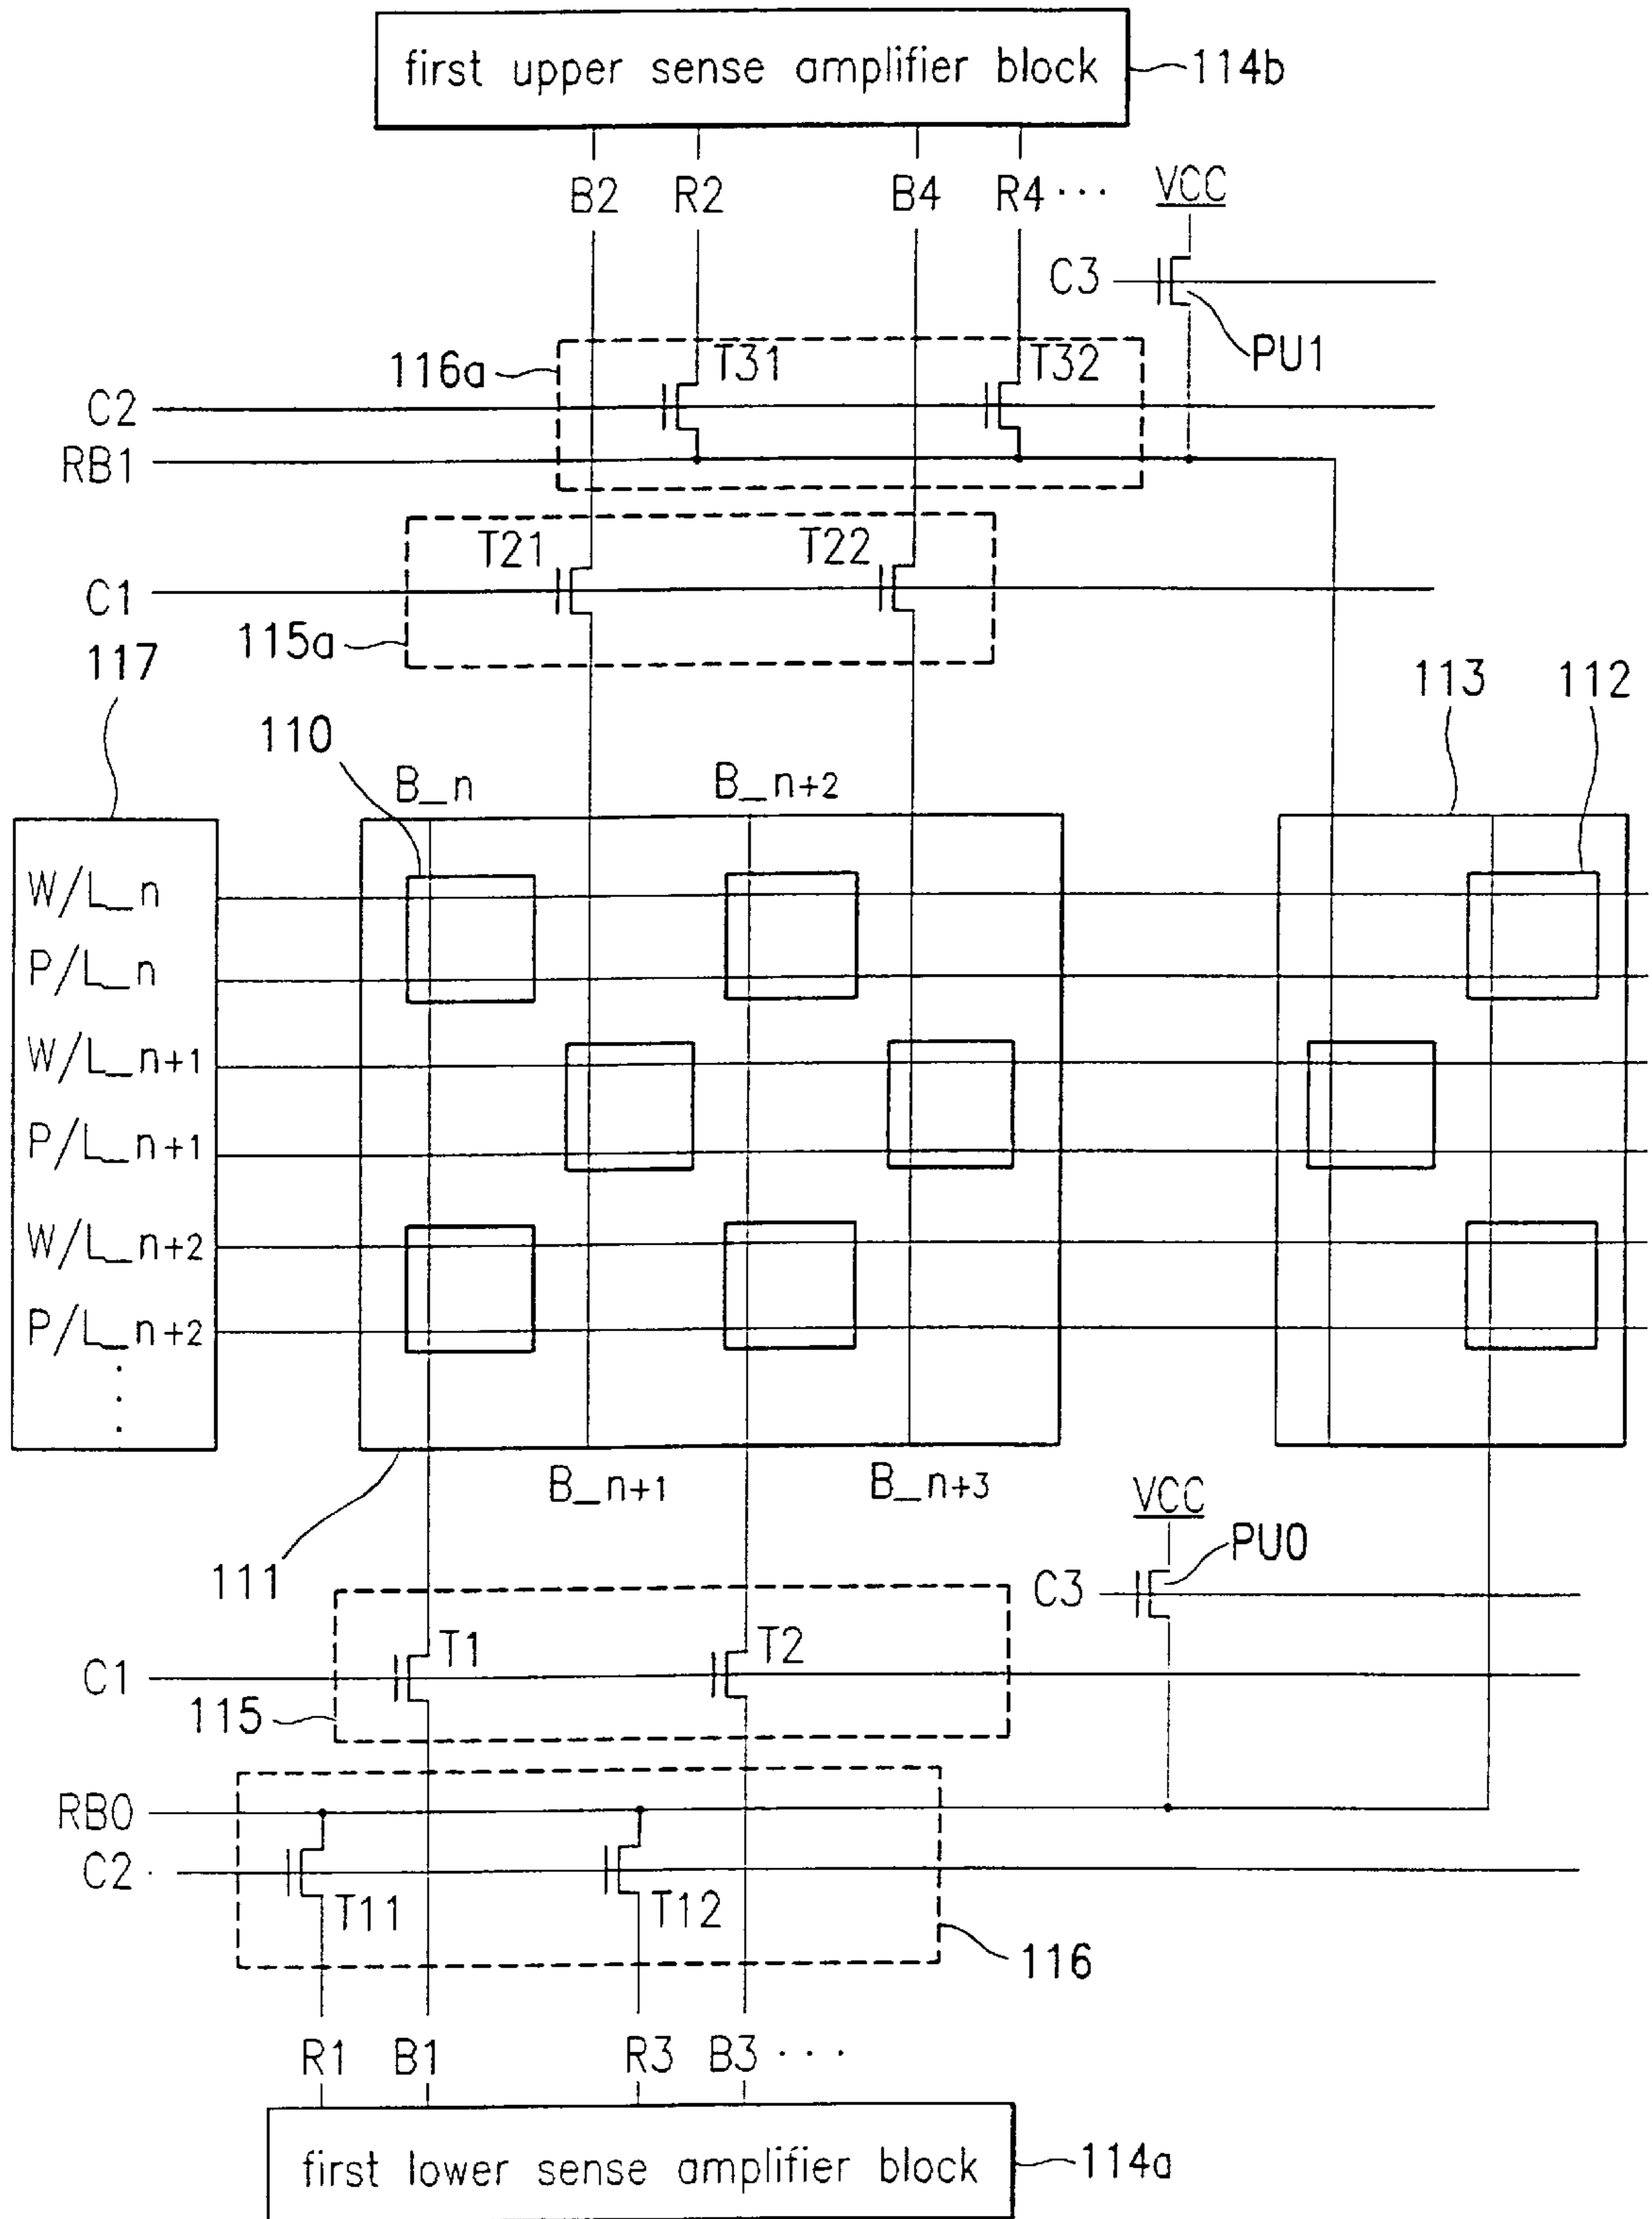 first upper sense amplifier block
114b
B2 R2 B4 R4 ...
VCC
C3
PU1
116a
T31 T32
C2
RB1
T21 T22
C1
115a
117
113 112
110
B_n B_n+2
W/L_n
P/L_n
W/L_n+1
P/L_n+1
W/L_n+2
P/L_n+2
B_n+1 B_n+3
VCC
PU0
111
C3
T1 T2
C1
115
RB0
C2
T11 T12
116
R1 B1 R3 B3 ...
first lower sense amplifier block
114a